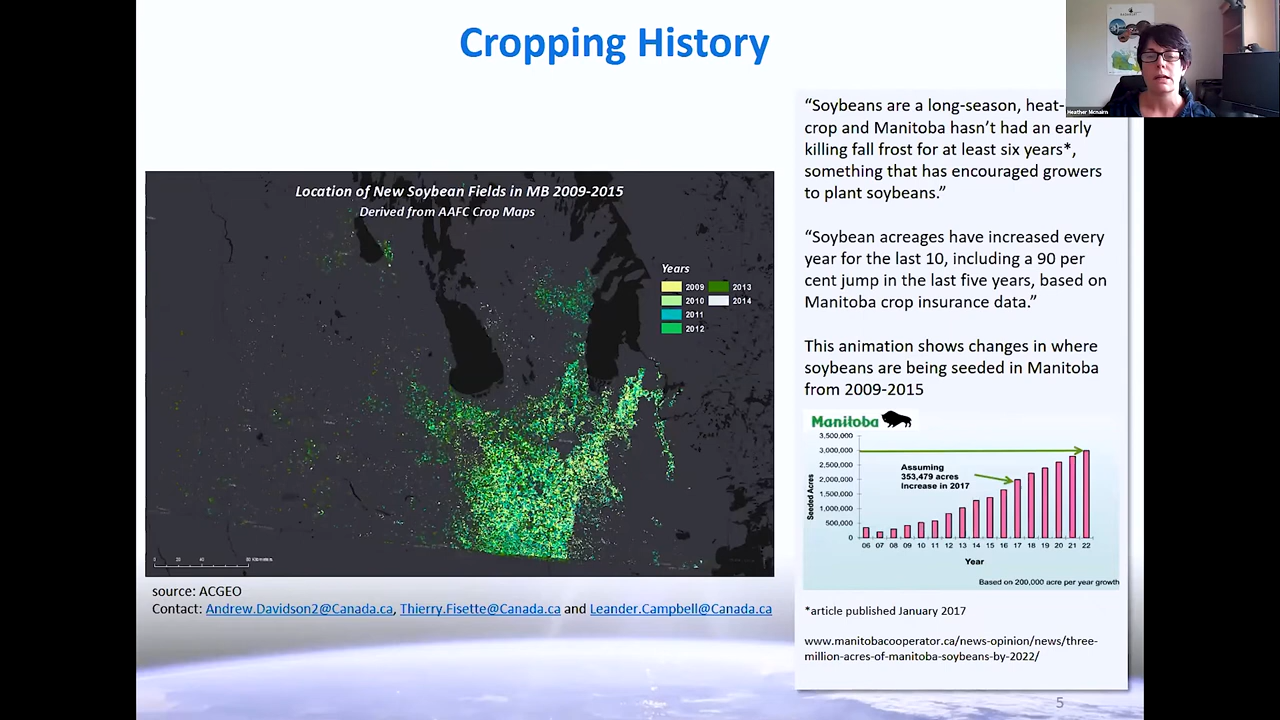 Cropping History
Heather Mcnairn
"Soybeans are a long-season, heat-
crop and Manitoba hasn't had an early
killing fall frost for at least six years*,
something that has encouraged growers
to plant soybeans."
"Soybean acreages have increased every
year for the last 10, including a 90 per
cent jump in the last five years, based on
Manitoba crop insurance data."
This animation shows changes in where
soybeans are being seeded in Manitoba
from 2009-2015
Location of New Soybean Fields in MB 2009-2015
Derived from AAFC Crop Maps
Years
2009 2013
2010 2014
2011
2012
0 20 40 80
source: ACGEO
Contact: Andrew.Davidson2@Canada.ca, Thierry.Fisette@Canada.ca and Leander.Campbell@Canada.ca
Manitoba
3,500,000
3,000,000
2,500,000
2,000,000
1,500,000
1,000,000
500,000
0
Seeded Acres
Assuming
353,479 acres
Increase in 2017
06 07 08 09 10 11 12 13 14 15 16 17 18 19 20 21 22
Year
Based on 200,000 acre per year growth
*article published January 2017
www.manitobacooperator.ca/news-opinion/news/three-
million-acres-of-manitoba-soybeans-by-2022/
5